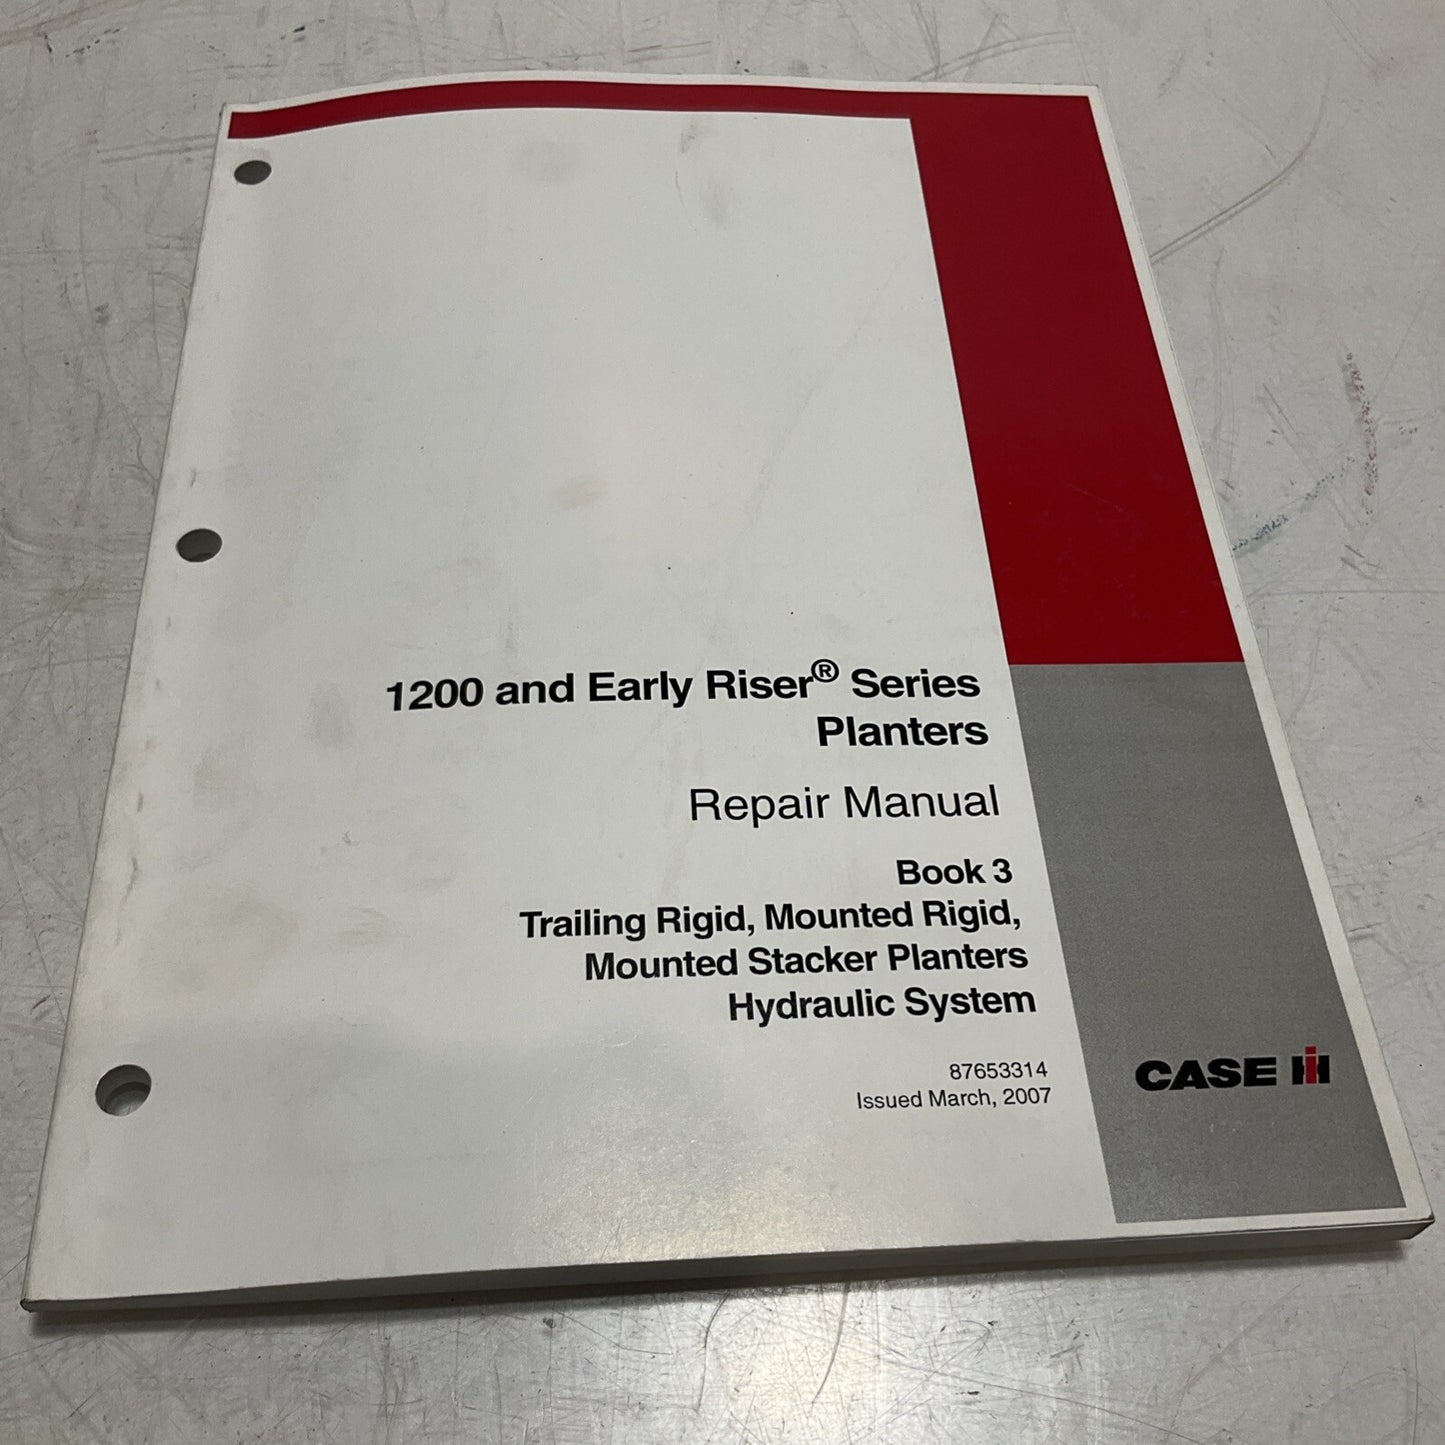 1200 and Early Riser® Series
Planters
Repair Manual
Book 3
Trailing Rigid, Mounted Rigid,
Mounted Stacker Planters
Hydraulic System
87653314
Issued March, 2007
CASE IH